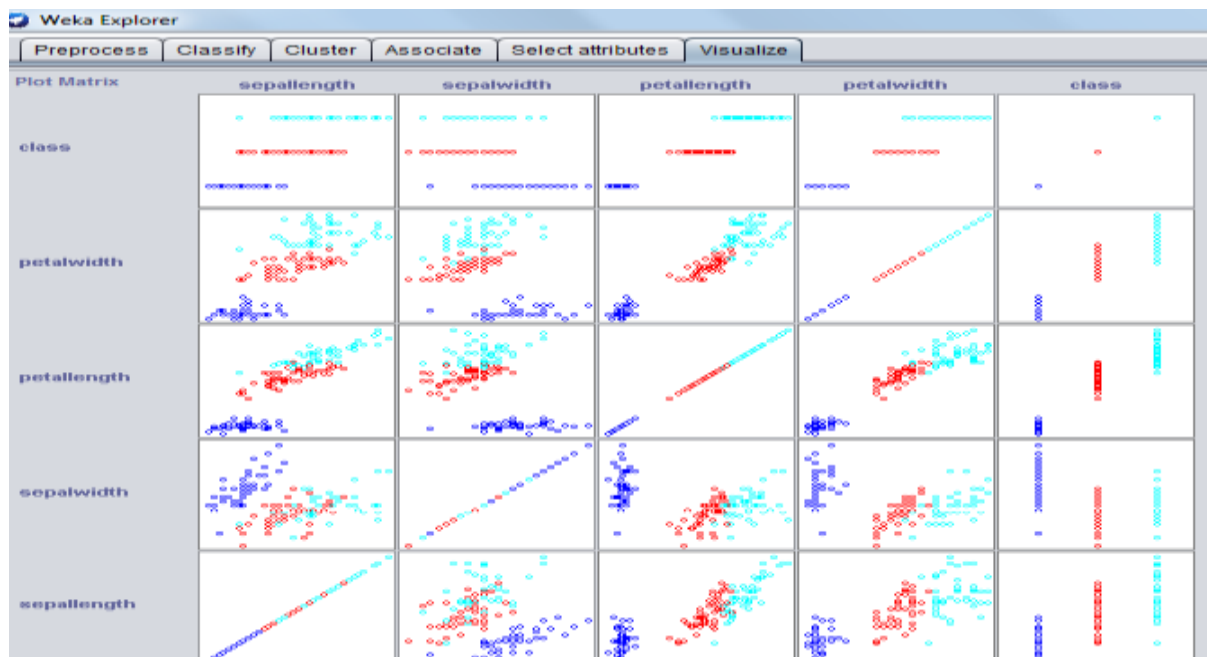 Weka Explorer
Preprocess Classify Cluster Associate Select attributes Visualize
Plot Matrix sepallength sepalwidth petallength petalwidth class
class
petalwidth
petallength
sepalwidth
sepallength